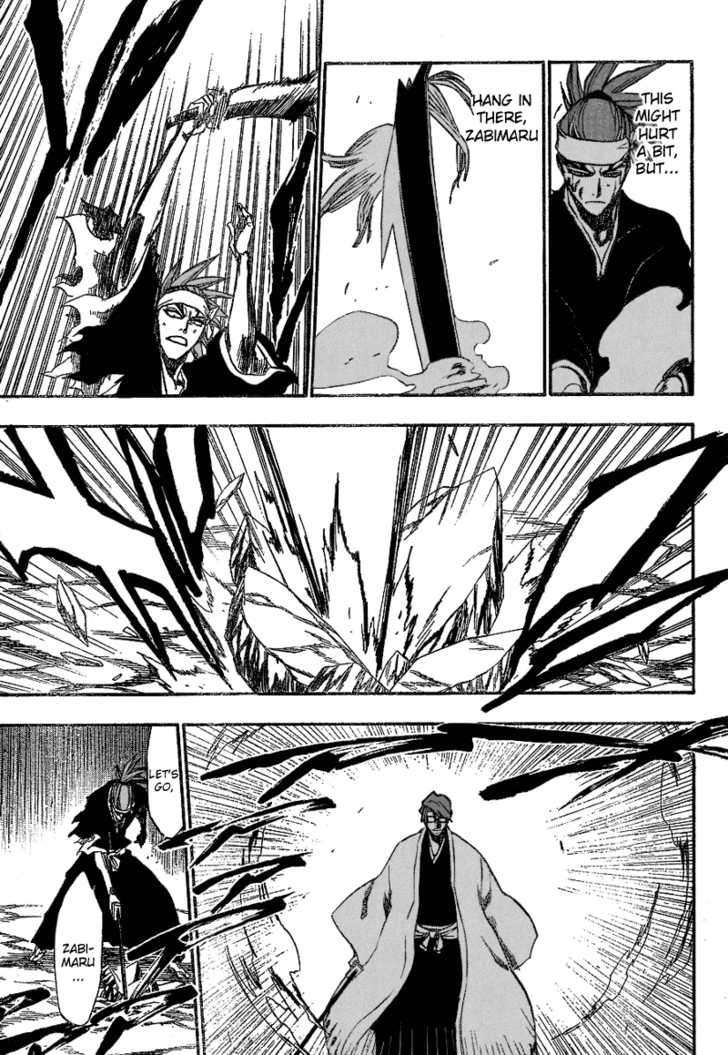 THIS
MIGHT
HURT
A BIT,
BUT...
HANG IN
THERE,
ZABIMARU
LET'S
GO,
ZABI-
MARU
...